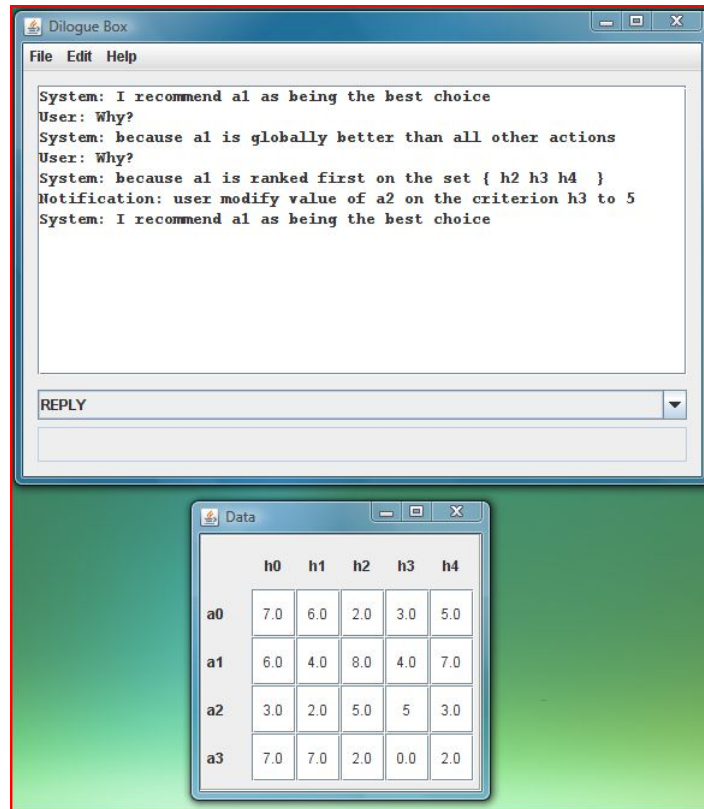 Dilogue Box
File Edit Help
System: I recommend a1 as being the best choice
User: Why?
System: because a1 is globally better than all other actions
User: Why?
System: because a1 is ranked first on the set { h2 h3 h4 }
Notification: user modify value of a2 on the criterion h3 to 5
System: I recommend a1 as being the best choice
REPLY
Data
h0 h1 h2 h3 h4
a0 7.0 6.0 2.0 3.0 5.0
a1 6.0 4.0 8.0 4.0 7.0
a2 3.0 2.0 5.0 5 3.0
a3 7.0 7.0 2.0 0.0 2.0